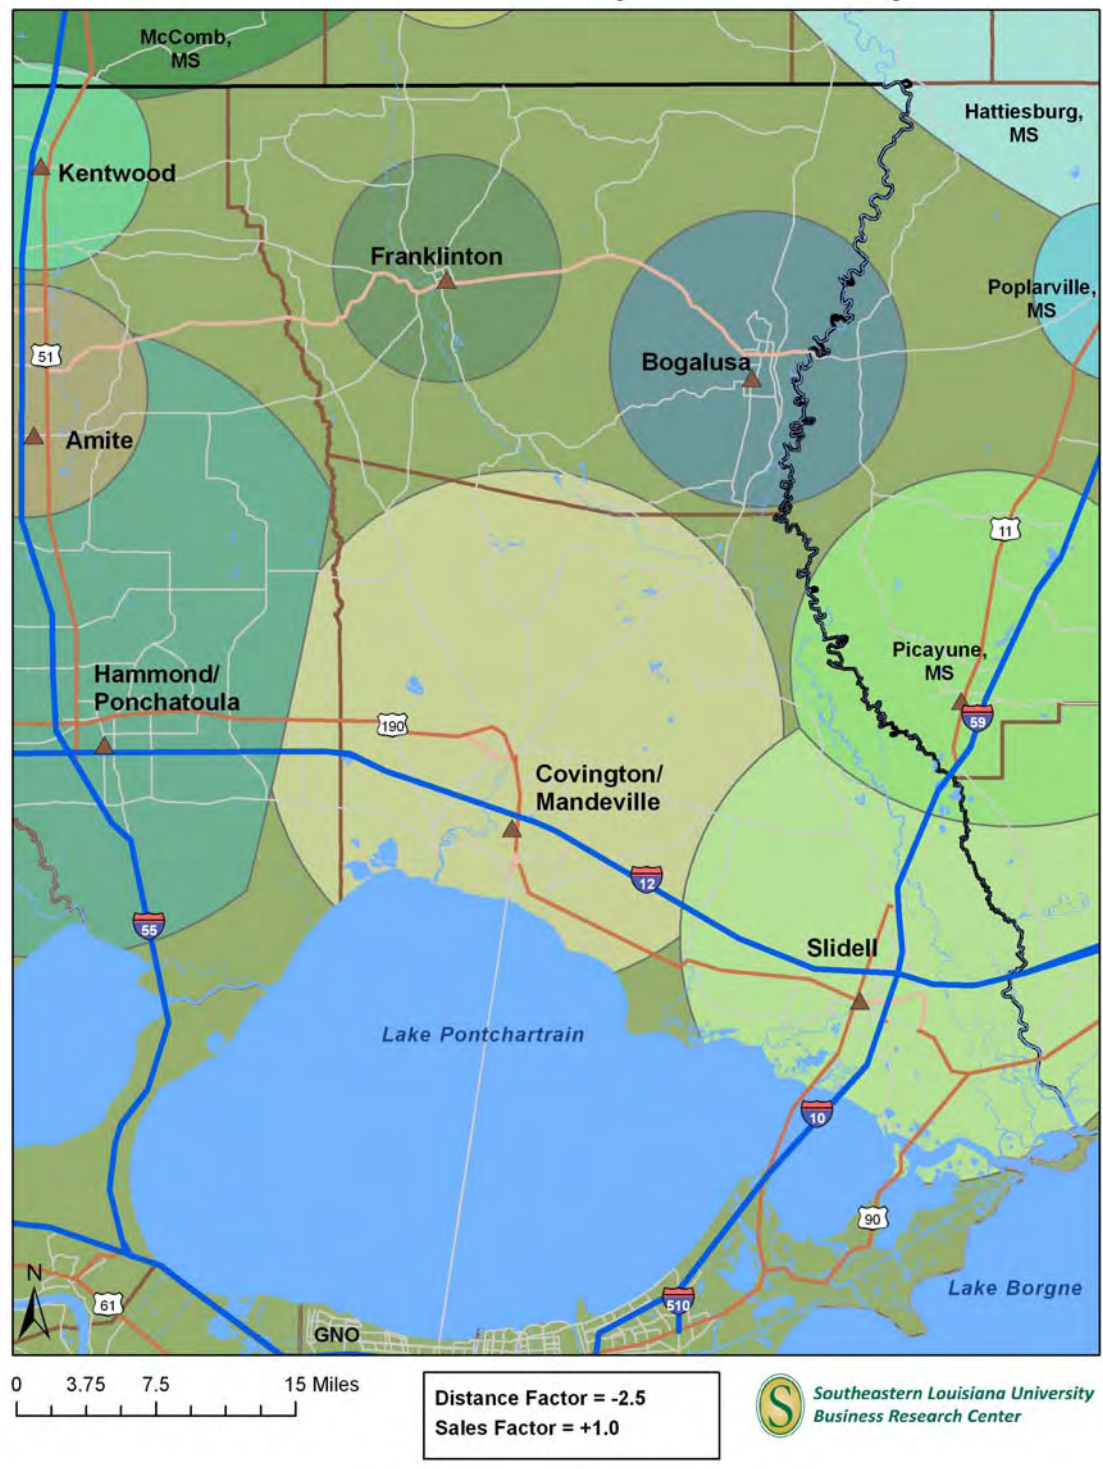 McComb,
MS
Hattiesburg,
MS
Kentwood
Franklinton
Poplarville,
MS
51
Bogalusa
Amite
11
Picayune,
MS
Hammond/
Ponchatoula
59
190
Covington/
Mandeville
12
55
Slidell
Lake Pontchartrain
10
90
N
Lake Borgne
61
510
GNO
0 3.75 7.5 15 Miles
Distance Factor = -2.5
Sales Factor = +1.0
S
Southeastern Louisiana University
Business Research Center